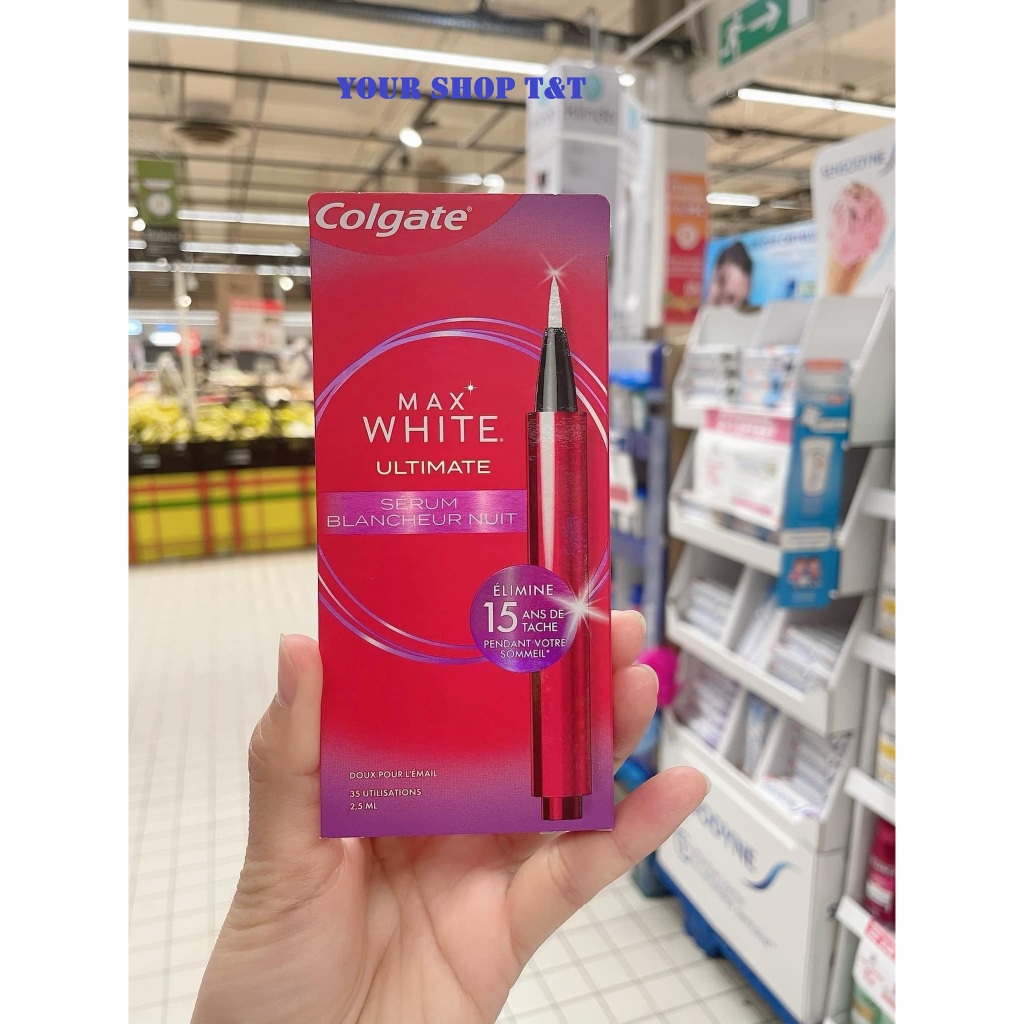 YOUR SHOP T&T
Colgate®
MAX
WHITE®
ULTIMATE
SÉRUM
BLANCHEUR NUIT
ÉLIMINE
15 ANS DE
TACHE
PENDANT VOTRE
SOMMEIL*
DOUX POUR L'ÉMAIL
35 UTILISATIONS
2,5 ML
SENSODYNE